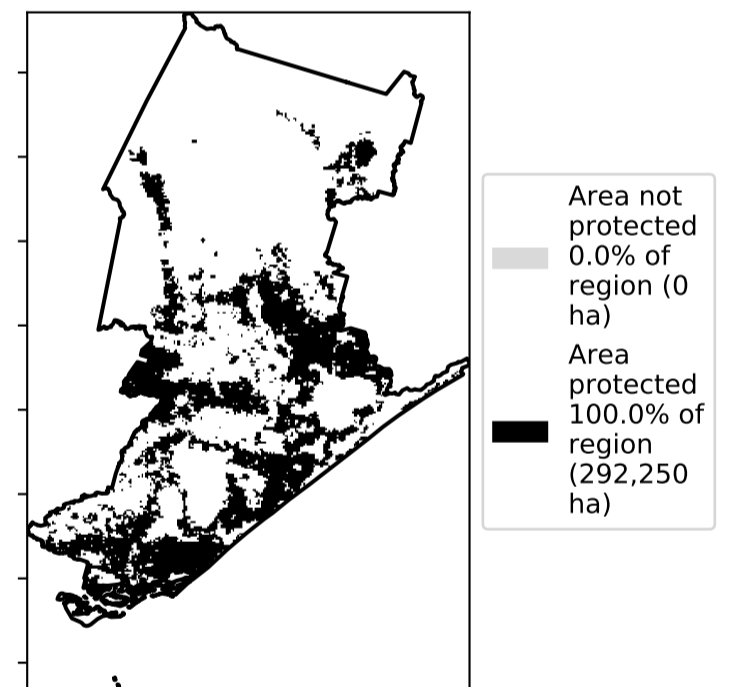 Area not
protected
0.0% of
region (0
ha)
Area
protected
100.0% of
region
(292,250
ha)